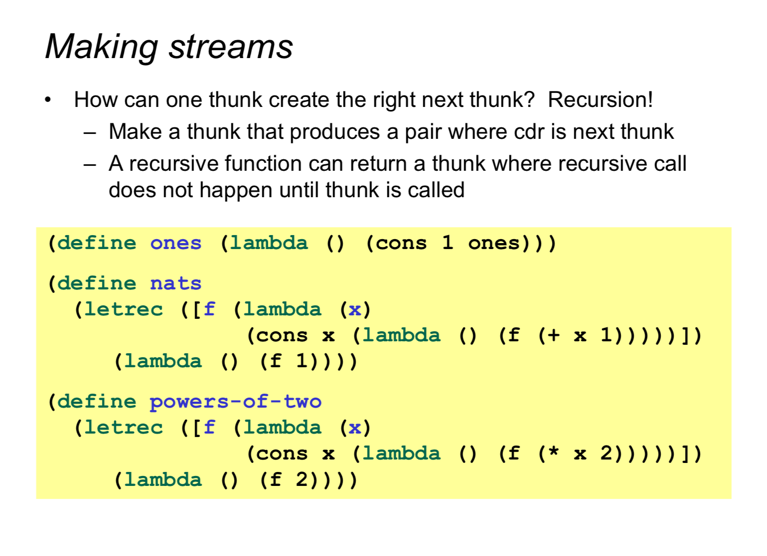 Making streams
• How can one thunk create the right next thunk? Recursion!
– Make a thunk that produces a pair where cdr is next thunk
– A recursive function can return a thunk where recursive call
does not happen until thunk is called
(define ones (lambda () (cons 1 ones)))
(define nats
(letrec ([f (lambda (x)
(cons x (lambda () (f (+ x 1)))))])
(lambda () (f 1))))
(define powers-of-two
(letrec ([f (lambda (x)
(cons x (lambda () (f (* x 2)))))])
(lambda () (f 2))))